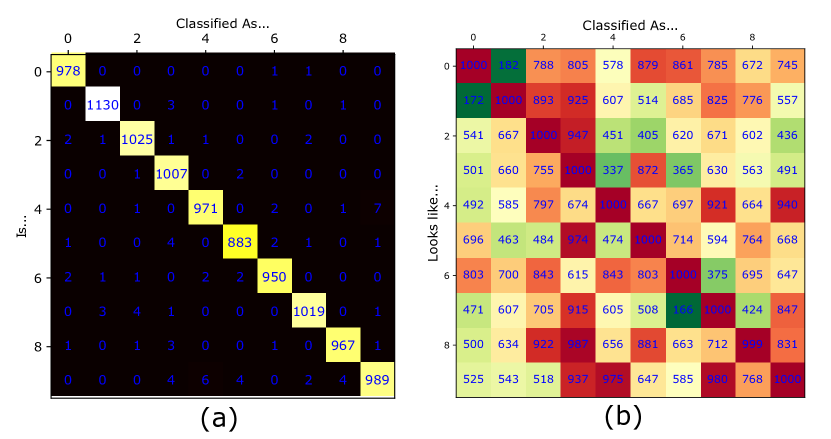 Classified As...
0 2 4 6 8
0 978 0 0 0 0 0 1 1 0 0
0 1130 0 3 0 0 1 0 1 0
2 2 1 1025 1 1 0 0 2 0 0
0 0 1 1007 0 2 0 0 0 0
4 0 0 1 0 971 0 2 0 1 7
1 0 0 4 0 883 2 1 0 1
6 2 1 1 0 2 2 950 0 0 0
0 3 4 1 0 0 0 1019 0 1
8 1 0 1 3 0 0 1 0 967 1
0 0 0 4 6 4 0 2 4 989
Is...
(a)
Classified As...
0 2 4 6 8
0 1000 182 788 805 578 879 861 785 672 745
172 1000 893 925 607 514 685 825 776 557
2 541 667 1000 947 451 405 620 671 602 436
501 660 755 1000 337 872 365 630 563 491
4 492 585 797 674 1000 667 697 921 664 940
696 463 484 974 474 1000 714 594 764 668
6 803 700 843 615 843 803 1000 375 695 647
471 607 705 915 605 508 166 1000 424 847
8 500 634 922 987 656 881 663 712 999 831
525 543 518 937 975 647 585 980 768 1000
Looks like...
(b)